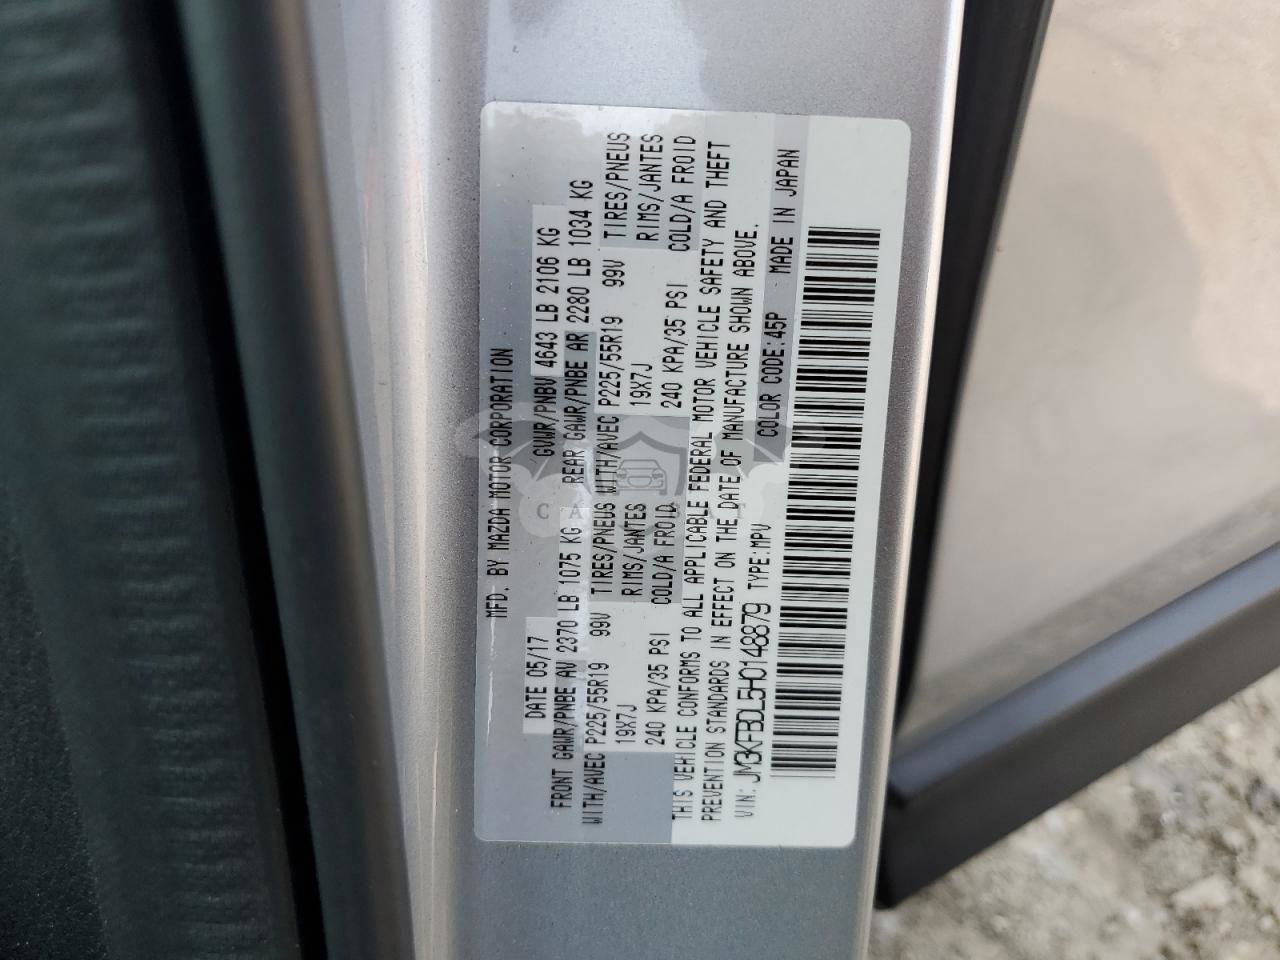 MFD. BY MAZDA MOTOR CORPORATION
DATE 05/17 GVWR/PNBV 4643 LB 2106 KG
FRONT GAWR/PNBE AV 2370 LB 1075 KG REAR GAWR/PNBE AR 2280 LB 1034 KG
WITH/AVEC P225/55R19 99V TIRES/PNEUS WITH/AVEC P225/55R19 99V TIRES/PNEUS
19X7J RIMS/JANTES 19X7J RIMS/JANTES
240 KPA/35 PSI COLD/A FROID 240 KPA/35 PSI COLD/A FROID
THIS VEHICLE CONFORMS TO ALL APPLICABLE FEDERAL MOTOR VEHICLE SAFETY AND THEFT
PREVENTION STANDARDS IN EFFECT ON THE DATE OF MANUFACTURE SHOWN ABOVE.
VIN: JM3KFBDL5H0148879 TYPE:MPV COLOR CODE:45P MADE IN JAPAN